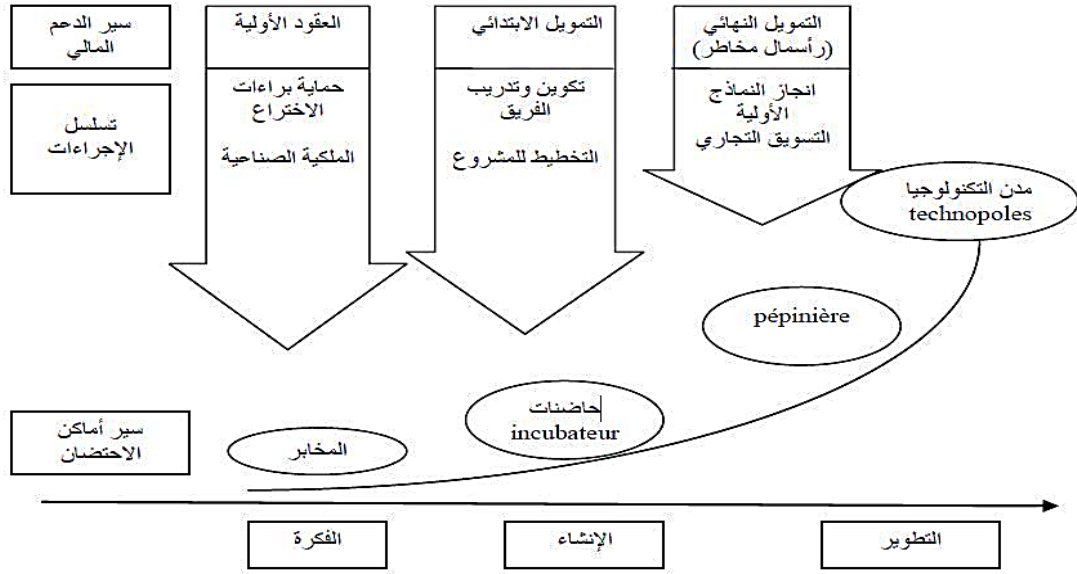 سير الدعم
المالي
العقود الأولية
التمويل الابتدائي
التمويل النهائي
(رأسمال مخاطر)
تسلسل
الإجراءات
حماية براءات
الاختراع
الملكية الصناعية
تكوين وتدريب
الفريق
التخطيط للمشروع
انجاز النماذج
الأولية
التسويق التجاري
مدن التكنولوجيا
technopoles
pépinière
حاضنات
incubateur
المخابر
سير أماكن
الاحتضان
الفكرة
الإنشاء
التطوير